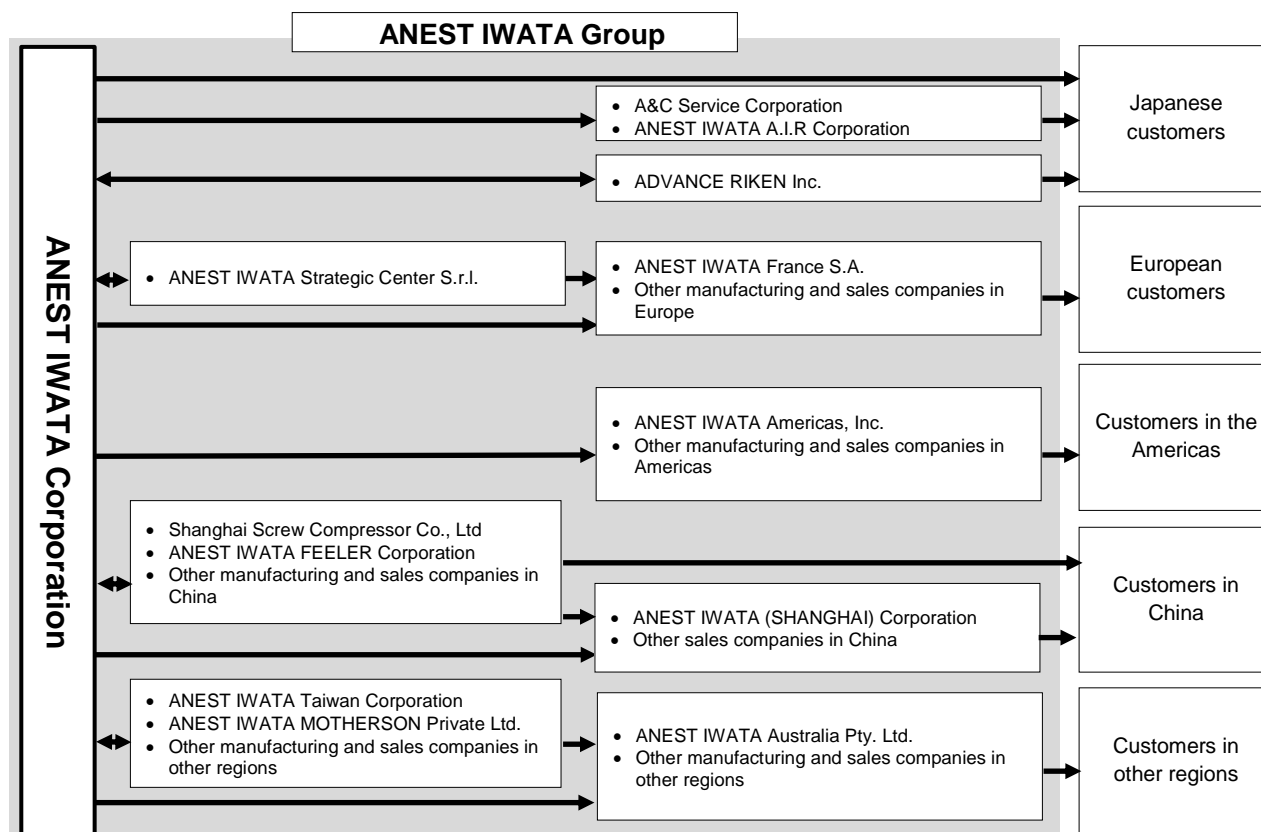 ANEST IWATA Group
ANEST IWATA Corporation
• A&C Service Corporation
• ANEST IWATA A.I.R Corporation
• ADVANCE RIKEN Inc.
Japanese
customers
• ANEST IWATA Strategic Center S.r.l.
• ANEST IWATA France S.A.
• Other manufacturing and sales companies in
Europe
European
customers
• ANEST IWATA Americas, Inc.
• Other manufacturing and sales companies in
Americas
Customers in the
Americas
• Shanghai Screw Compressor Co., Ltd
• ANEST IWATA FEELER Corporation
• Other manufacturing and sales companies in
China
• ANEST IWATA (SHANGHAI) Corporation
• Other sales companies in China
Customers in
China
• ANEST IWATA Taiwan Corporation
• ANEST IWATA MOTHERSON Private Ltd.
• Other manufacturing and sales companies in
other regions
• ANEST IWATA Australia Pty. Ltd.
• Other manufacturing and sales companies in
other regions
Customers in
other regions